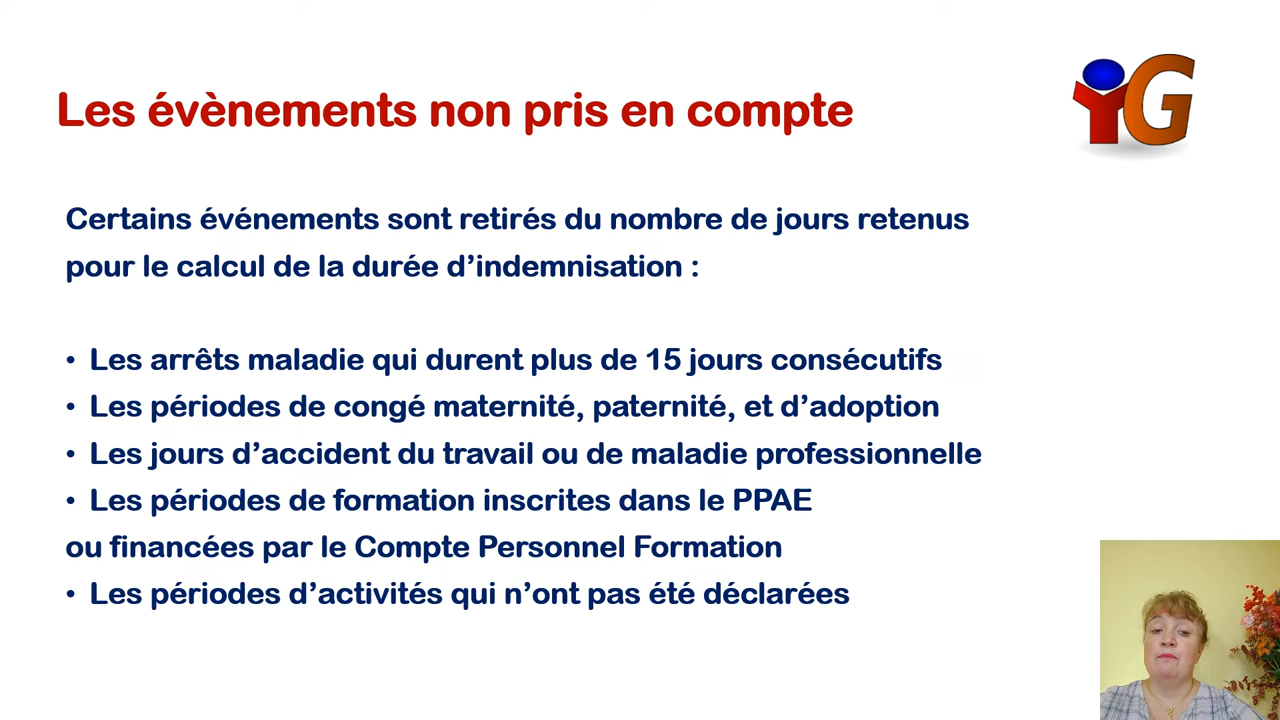 Les évènements non pris en compte
YG
Certains événements sont retirés du nombre de jours retenus
pour le calcul de la durée d’indemnisation :
• Les arrêts maladie qui durent plus de 15 jours consécutifs
• Les périodes de congé maternité, paternité, et d’adoption
• Les jours d’accident du travail ou de maladie professionnelle
• Les périodes de formation inscrites dans le PPAE
ou financées par le Compte Personnel Formation
• Les périodes d’activités qui n’ont pas été déclarées